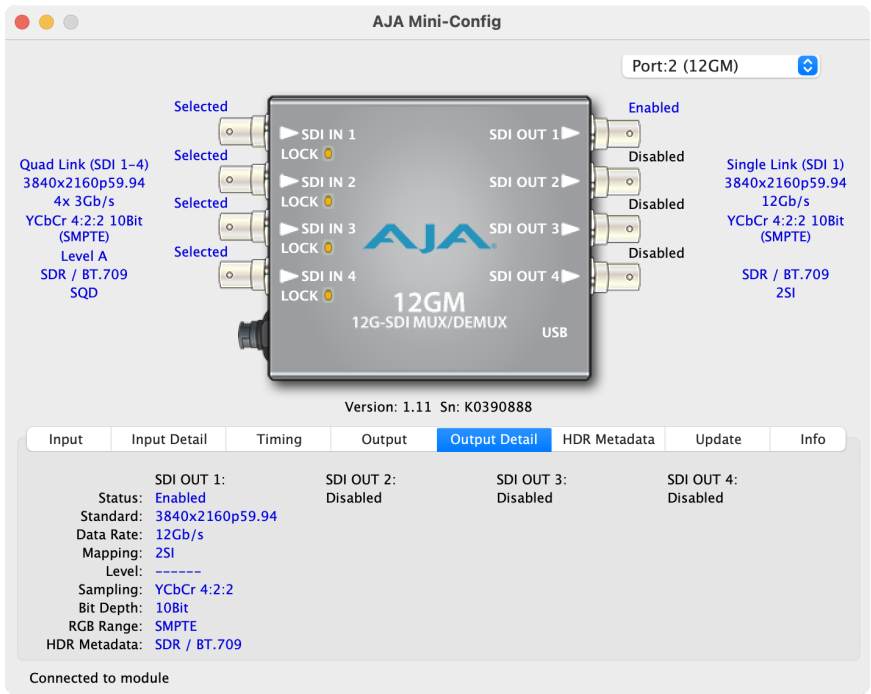 AJA Mini-Config
Port:2 (12GM)
Selected
Selected
Selected
Selected
Quad Link (SDI 1-4)
3840x2160p59.94
4x 3Gb/s
YCbCr 4:2:2 10Bit
(SMPTE)
Level A
SDR / BT.709
SQD
SDI IN 1
LOCK
SDI IN 2
LOCK
SDI IN 3
LOCK
SDI IN 4
LOCK
AJA
12GM
12G-SDI MUX/DEMUX
USB
SDI OUT 1
SDI OUT 2
SDI OUT 3
SDI OUT 4
Enabled
Disabled
Disabled
Disabled
Single Link (SDI 1)
3840x2160p59.94
12Gb/s
YCbCr 4:2:2 10Bit
(SMPTE)
SDR / BT.709
2SI
Version: 1.11 Sn: K0390888
Input Input Detail Timing Output Output Detail HDR Metadata Update Info
SDI OUT 1: SDI OUT 2: SDI OUT 3: SDI OUT 4:
Status: Enabled Disabled Disabled Disabled
Standard: 3840x2160p59.94
Data Rate: 12Gb/s
Mapping: 2SI
Level: ------
Sampling: YCbCr 4:2:2
Bit Depth: 10Bit
RGB Range: SMPTE
HDR Metadata: SDR / BT.709
Connected to module